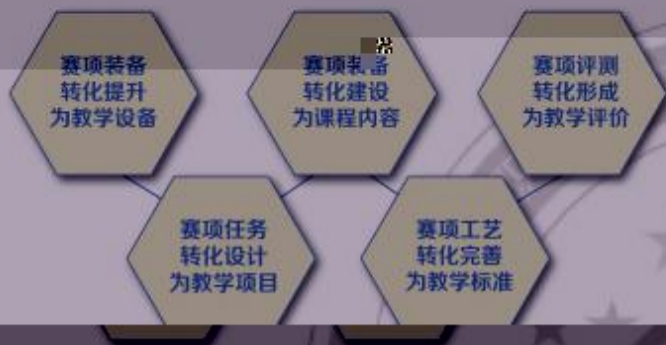 赛项装备
转化提升
为教学设备
赛项
转化建设
为课程内容
赛项评测
转化形成
为教学评价
赛项任务
转化设计
为教学项目
赛项工艺
转化完善
为教学标准